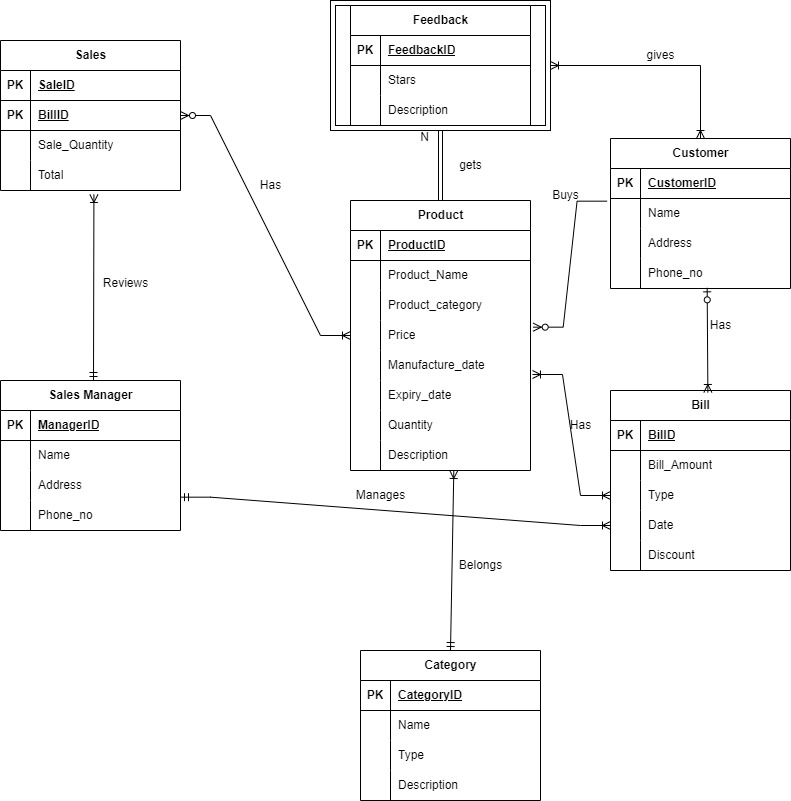 Feedback
PK FeedbackID
Stars
Description
Sales
PK SaleID
PK BillID
Sale_Quantity
Total
gives
Customer
PK CustomerID
Name
Address
Phone_no
N
gets
Has
Buys
Product
PK ProductID
Product_Name
Product_category
Price
Manufacture_date
Expiry_date
Quantity
Description
Reviews
Has
Sales Manager
PK ManagerID
Name
Address
Phone_no
Has
Bill
PK BillD
Bill_Amount
Type
Date
Discount
Manages
Belongs
Category
PK CategoryID
Name
Type
Description